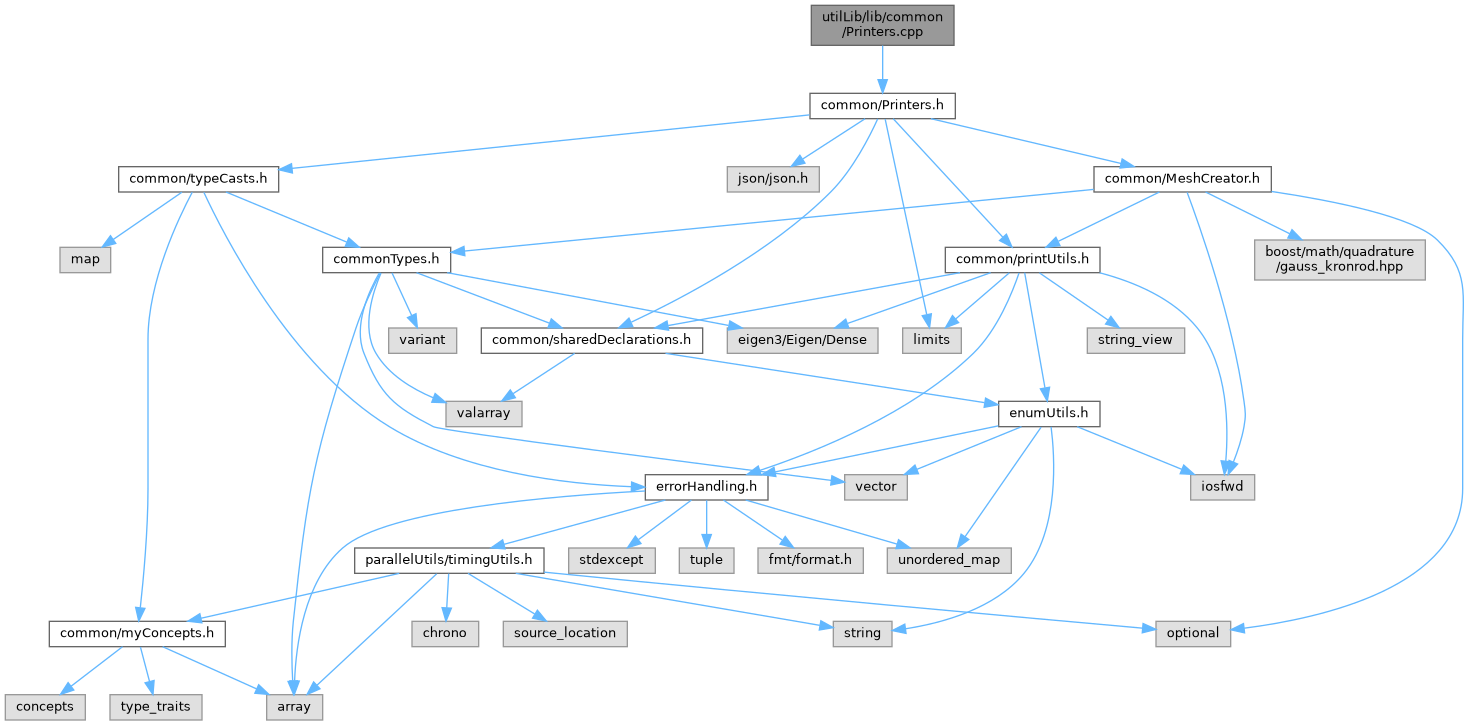 utilLib/lib/common
/Printers.cpp
common/Printers.h
common/typeCasts.h
json/json.h
common/MeshCreator.h
map
commonTypes.h
common/printUtils.h
boost/math/quadrature
/gauss_kronrod.hpp
variant
common/sharedDeclarations.h
eigen3/Eigen/Dense
limits
string_view
valarray
enumUtils.h
errorHandling.h
vector
iosfwd
parallelUtils/timingUtils.h
stdexcept
tuple
fmt/format.h
unordered_map
common/myConcepts.h
chrono
source_location
string
optional
concepts
type_traits
array